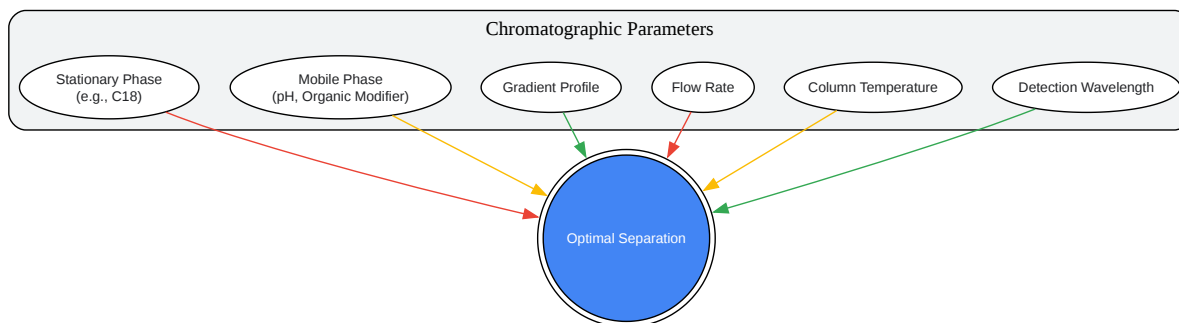 Chromatographic Parameters
Stationary Phase
(e.g., C18)
Mobile Phase
(pH, Organic Modifier)
Gradient Profile
Flow Rate
Column Temperature
Detection Wavelength
Optimal Separation